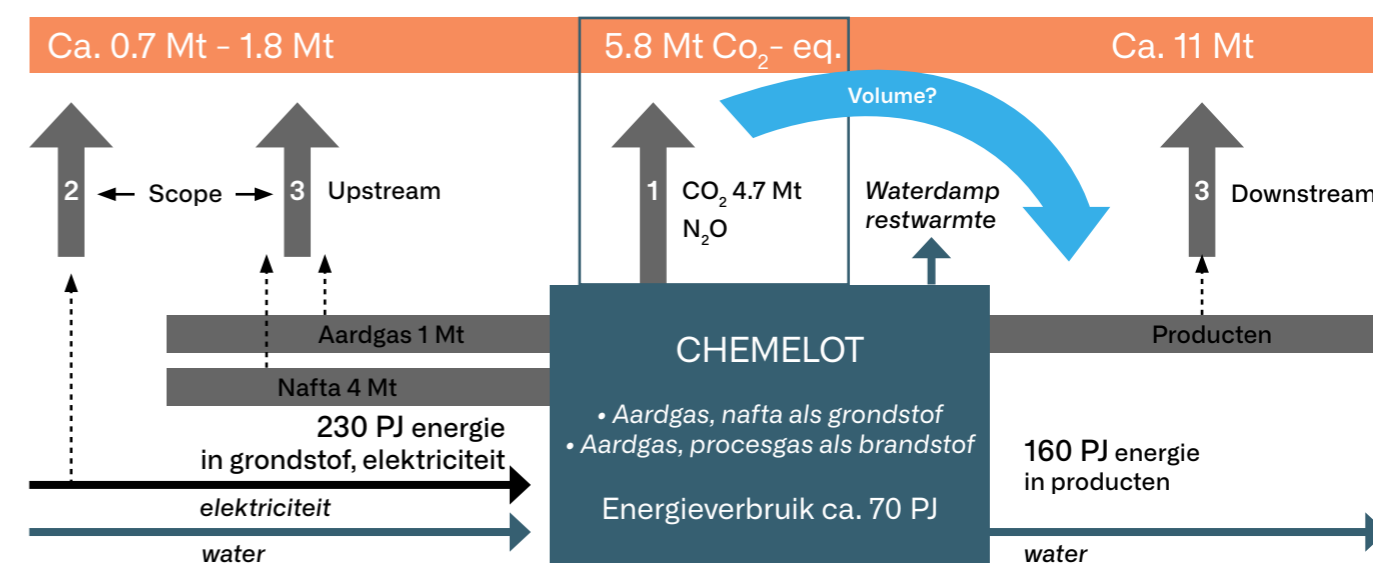 Ca. 0.7 Mt - 1.8 Mt
5.8 Mt Co₂- eq.
Ca. 11 Mt
Volume?
2
Scope
3
Upstream
1
CO₂ 4.7 Mt
N₂O
Waterdamp
restwarmte
3
Downstream
Aardgas 1 Mt
Nafta 4 Mt
230 PJ energie
in grondstof, elektriciteit
elektriciteit
water
CHEMELOT
• Aardgas, nafta als grondstof
• Aardgas, procesgas als brandstof
Energieverbruik ca. 70 PJ
Producten
160 PJ energie
in producten
water